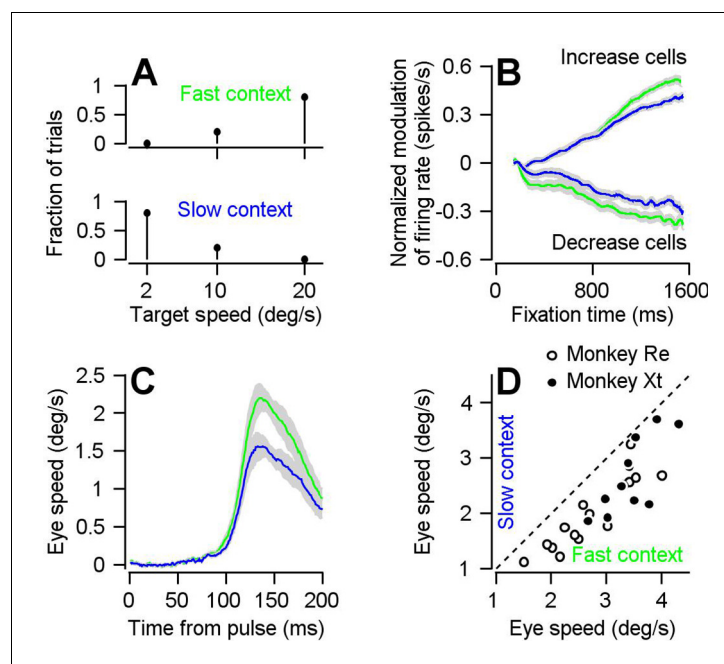 A
Fast context
1
0.5
0
Slow context
1
0.5
0
Fraction of trials
2 10 20
Target speed (deg/s)
B
Increase cells
0.6
0.3
0
-0.3
-0.6
Decrease cells
Normalized modulation
of firing rate (spikes/s)
0 800 1600
Fixation time (ms)
C
2.5
2
1.5
1
0.5
0
Eye speed (deg/s)
0 50 100 150 200
Time from pulse (ms)
D
Monkey Re
Monkey Xt
4
3
2
1
Slow context
Eye speed (deg/s)
Fast context
1 2 3 4
Eye speed (deg/s)